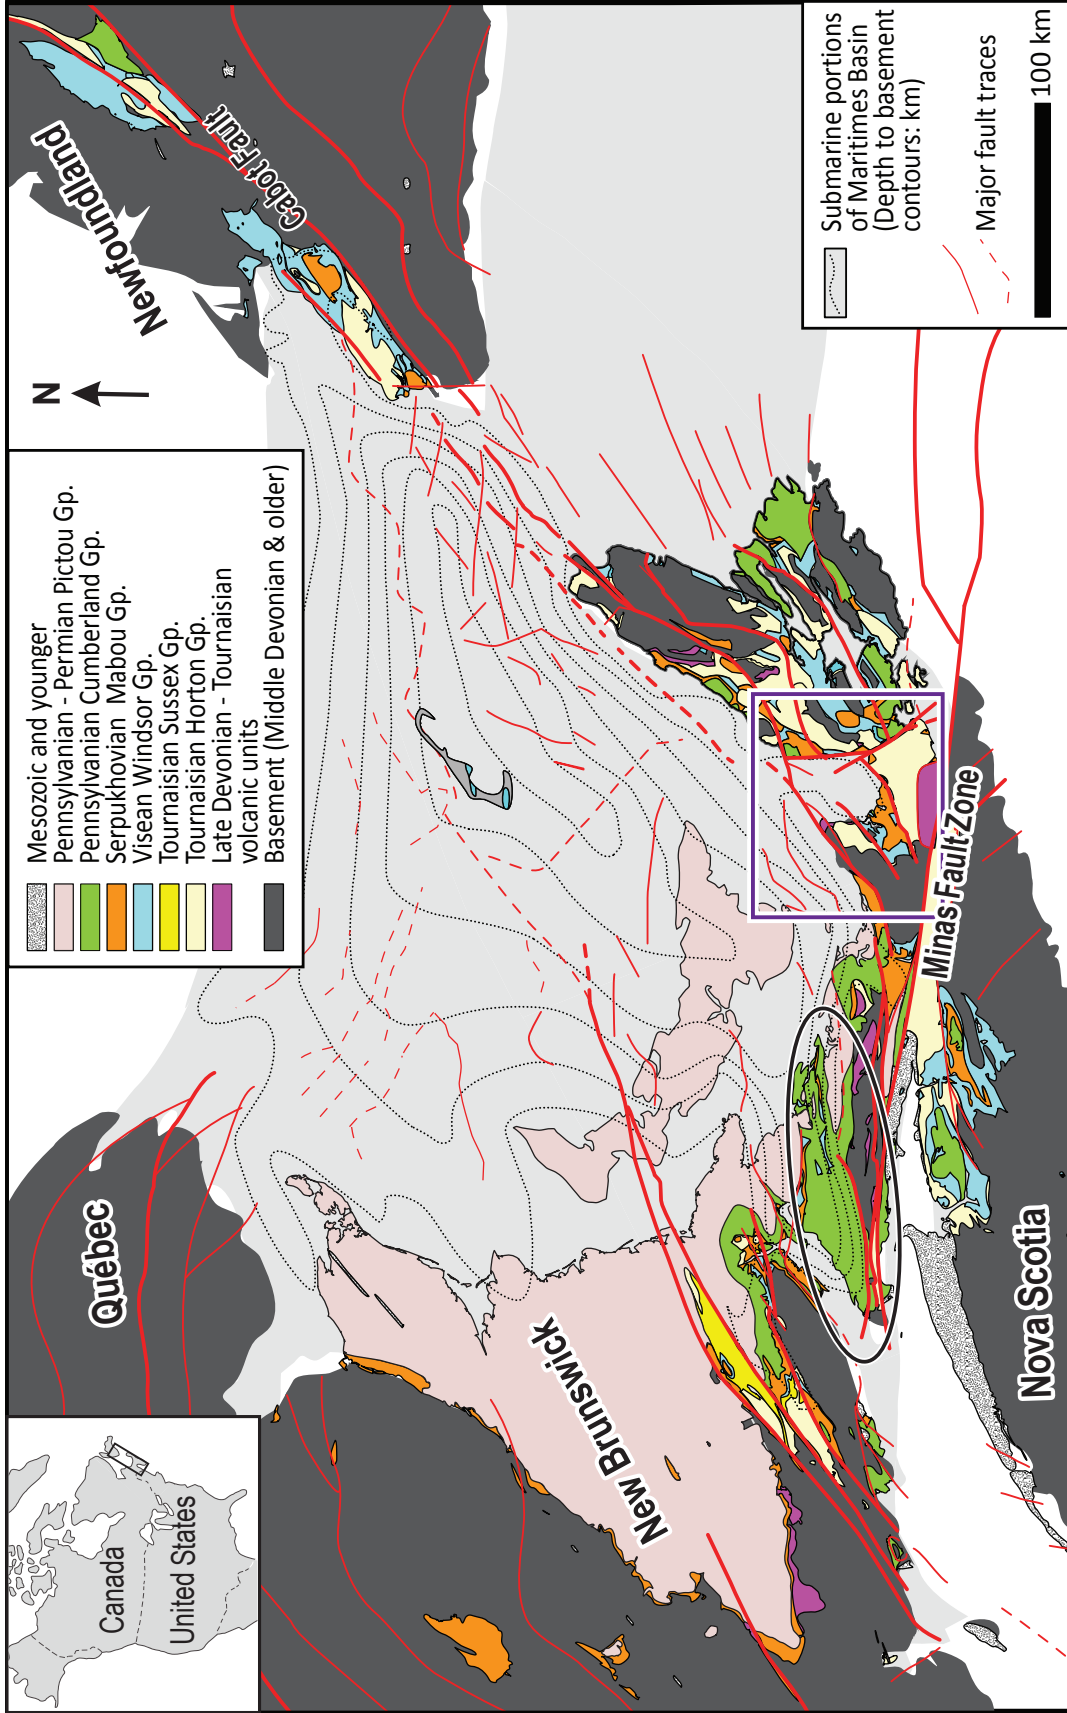 Canada
United States
Québec
New Brunswick
Nova Scotia
Newfoundland
Cabot Fault
Minas Fault Zone
N
Mesozoic and younger
Pennsylvanian - Permian Pictou Gp.
Pennsylvanian Cumberland Gp.
Serpukhovian Mabou Gp.
Visean Windsor Gp.
Tournaisian Sussex Gp.
Tournaisian Horton Gp.
Late Devonian - Tournaisian
volcanic units
Basement (Middle Devonian & older)
Submarine portions
of Maritimes Basin
(Depth to basement
contours: km)
Major fault traces
100 km